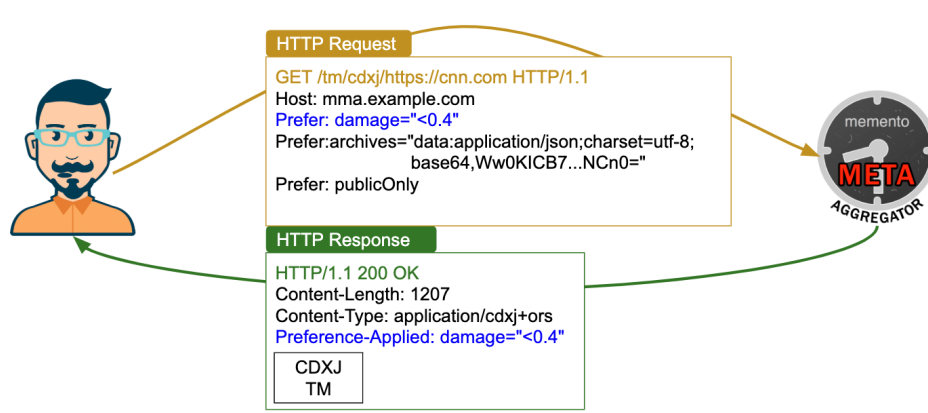 HTTP Request
GET /tm/cdxj/https://cnn.com HTTP/1.1
Host: mma.example.com
Prefer: damage="<0.4"
Prefer:archives="data:application/json;charset=utf-8;
base64,Ww0KICB7...NCn0="
Prefer: publicOnly
memento
META
AGGREGATOR
HTTP Response
HTTP/1.1 200 OK
Content-Length: 1207
Content-Type: application/cdxj+ors
Preference-Applied: damage="<0.4"
CDXJ
TM